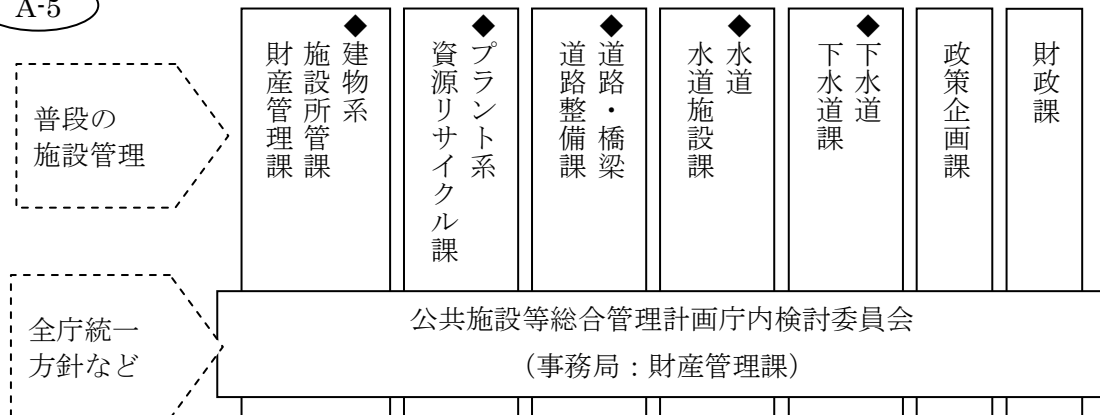 A-5
普段の
施設管理
◆建物系
施設所管課
財産管理課
◆プラント系
資源リサイクル課
◆道路・橋梁
道路整備課
◆水道
水道施設課
◆下水道
下水道課
政策企画課
財政課
全庁統一
方針など
公共施設等総合管理計画庁内検討委員会
（事務局：財産管理課）